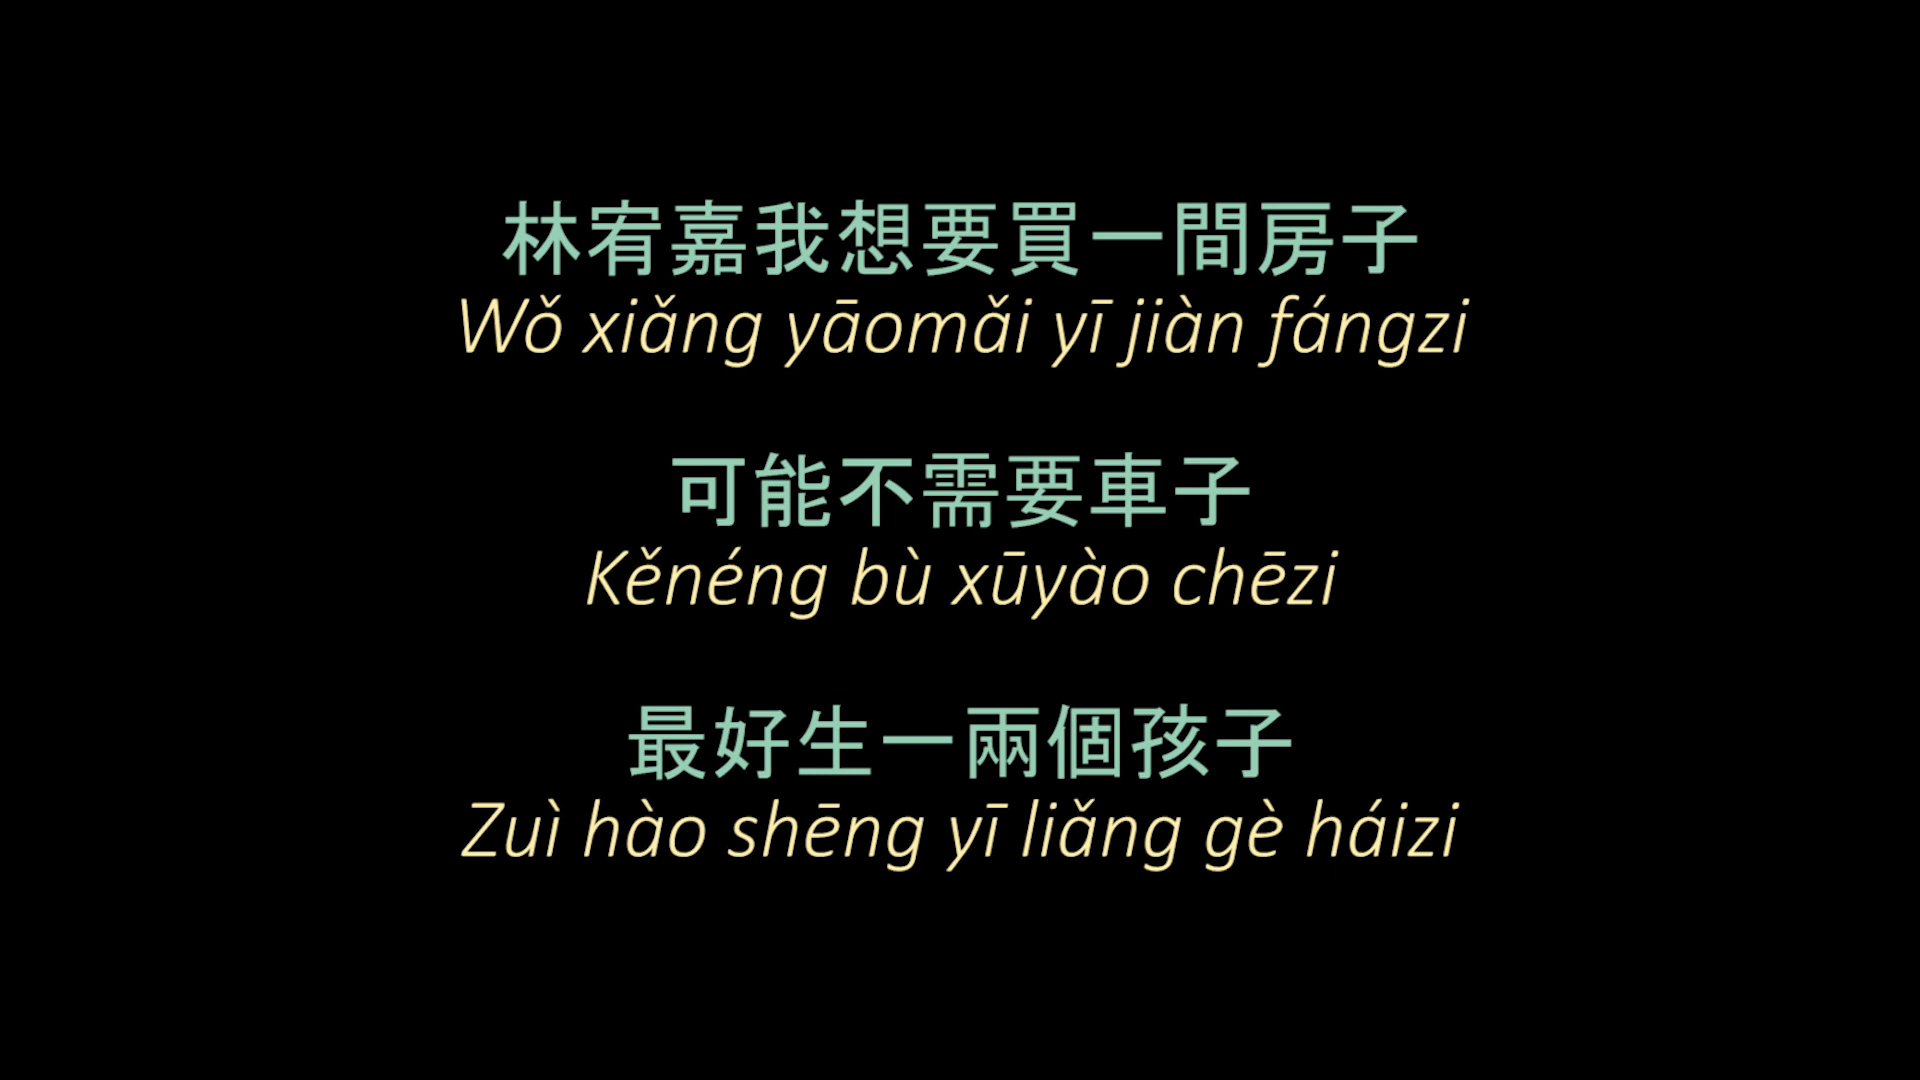 林宥嘉我想要買一間房子
Wǒ xiǎng yāomǎi yī jiàn fángzi
可能不需要車子
Kěnéng bù xūyào chēzi
最好生一兩個孩子
Zuì hào shēng yī liǎng gè háizi